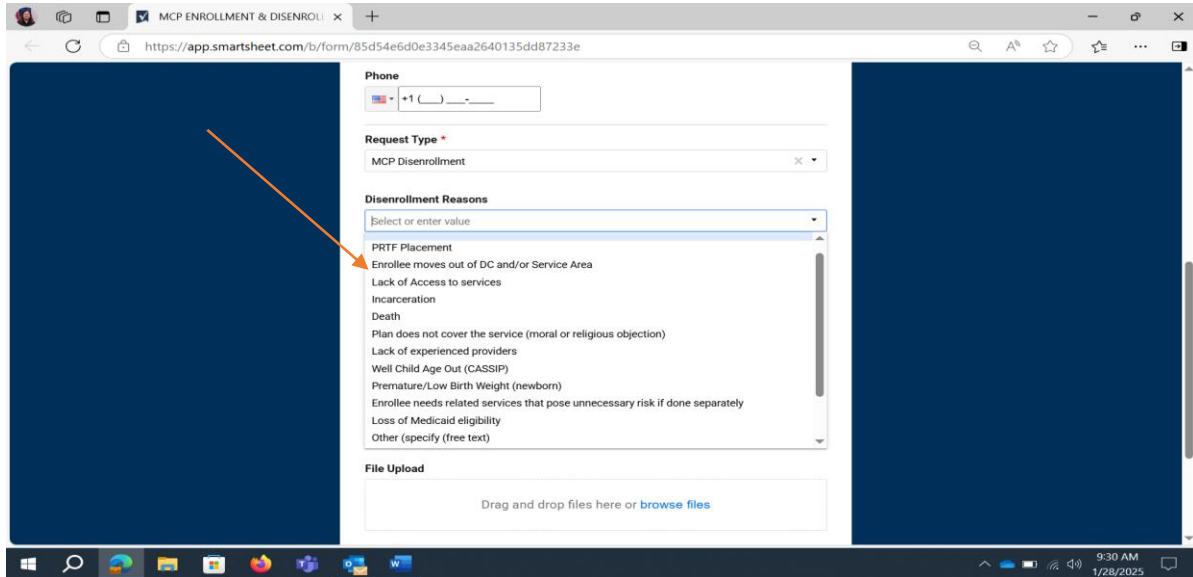 MCP ENROLLMENT & DISENROLL
https://app.smartsheet.com/b/form/85d54e6d0e3345eaa2640135dd87233e
Phone
+1 (___) ___-____
Request Type *
MCP Disenrollment
Disenrollment Reasons
Select or enter value
PRTF Placement
Enrollee moves out of DC and/or Service Area
Lack of Access to services
Incarceration
Death
Plan does not cover the service (moral or religious objection)
Lack of experienced providers
Well Child Age Out (CASSIP)
Premature/Low Birth Weight (newborn)
Enrollee needs related services that pose unnecessary risk if done separately
Loss of Medicaid eligibility
Other (specify (free text)
File Upload
Drag and drop files here or browse files
9:30 AM
1/28/2025